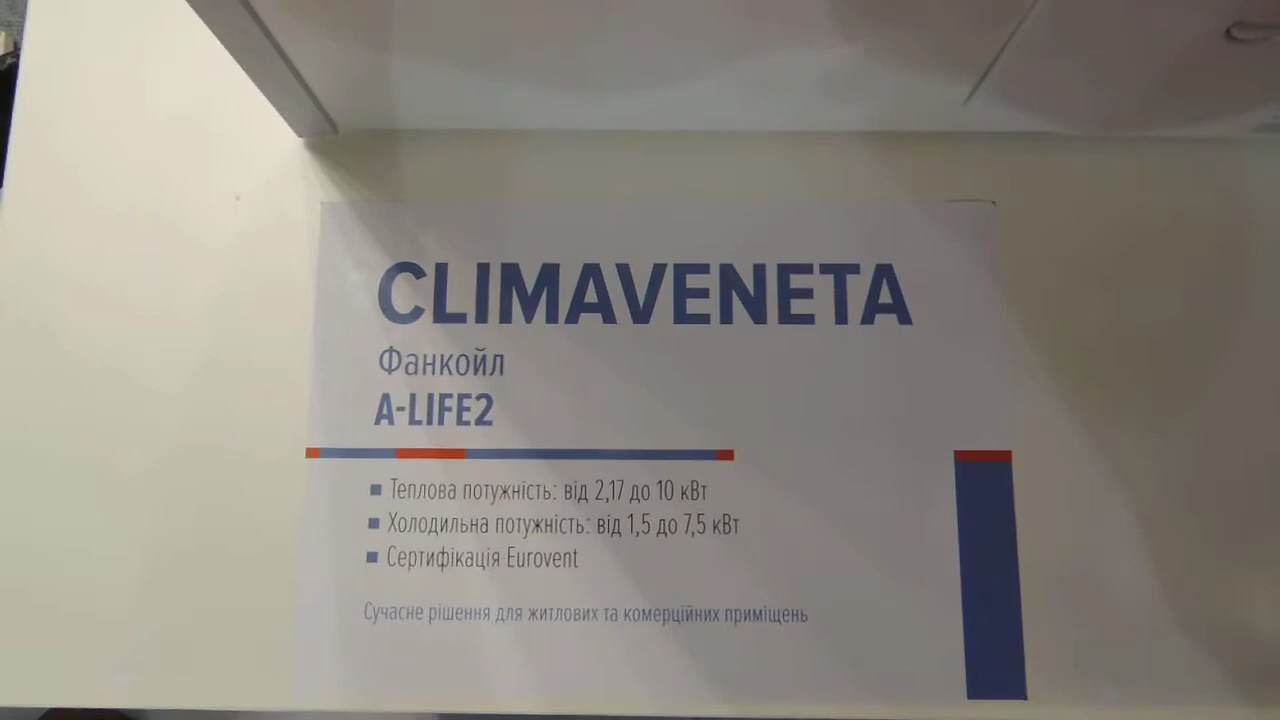 CLIMAVENETA
Фанкойл
A-LIFE2
Теплова потужність: від 2,17 до 10 кВт
Холодильна потужність: від 1,5 до 7,5 кВт
Сертифікація Eurovent
Сучасне рішення для житлових та комерційних приміщень